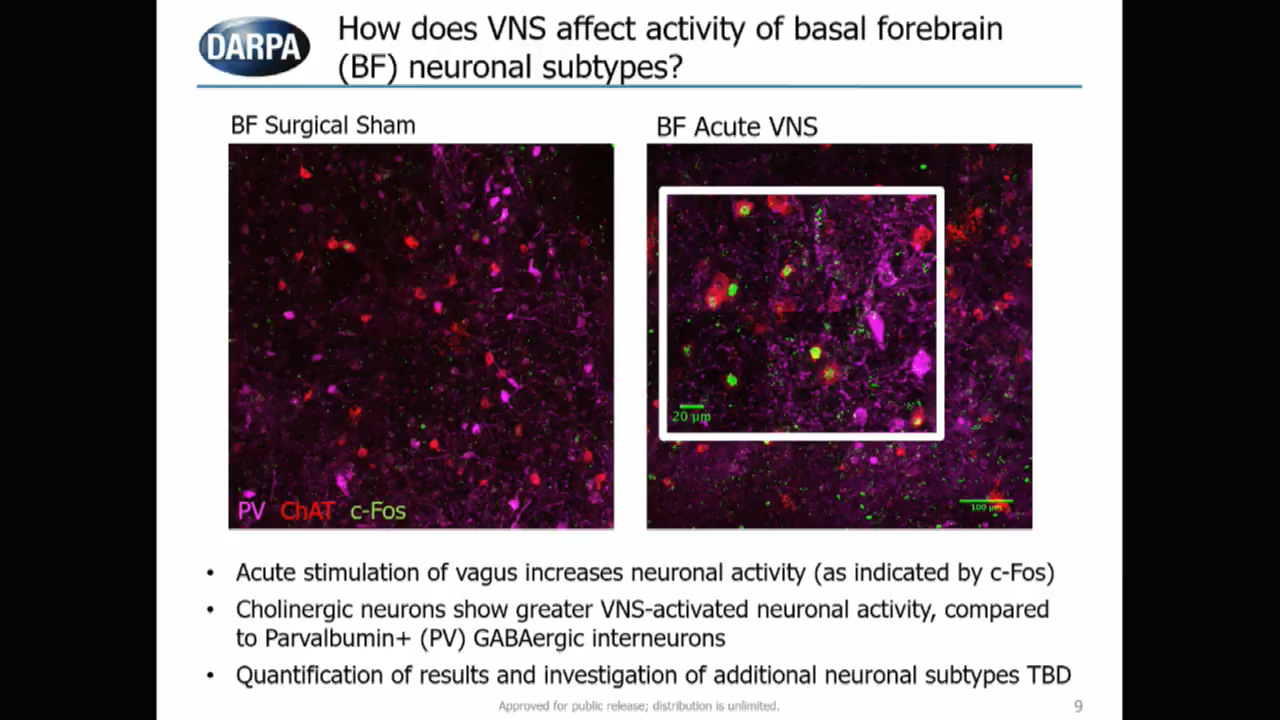 DARPA
How does VNS affect activity of basal forebrain
(BF) neuronal subtypes?
BF Surgical Sham
BF Acute VNS
20 µm
PV ChAT c-Fos
100 µm
• Acute stimulation of vagus increases neuronal activity (as indicated by c-Fos)
• Cholinergic neurons show greater VNS-activated neuronal activity, compared
to Parvalbumin+ (PV) GABAergic interneurons
• Quantification of results and investigation of additional neuronal subtypes TBD
Approved for public release; distribution is unlimited.
9